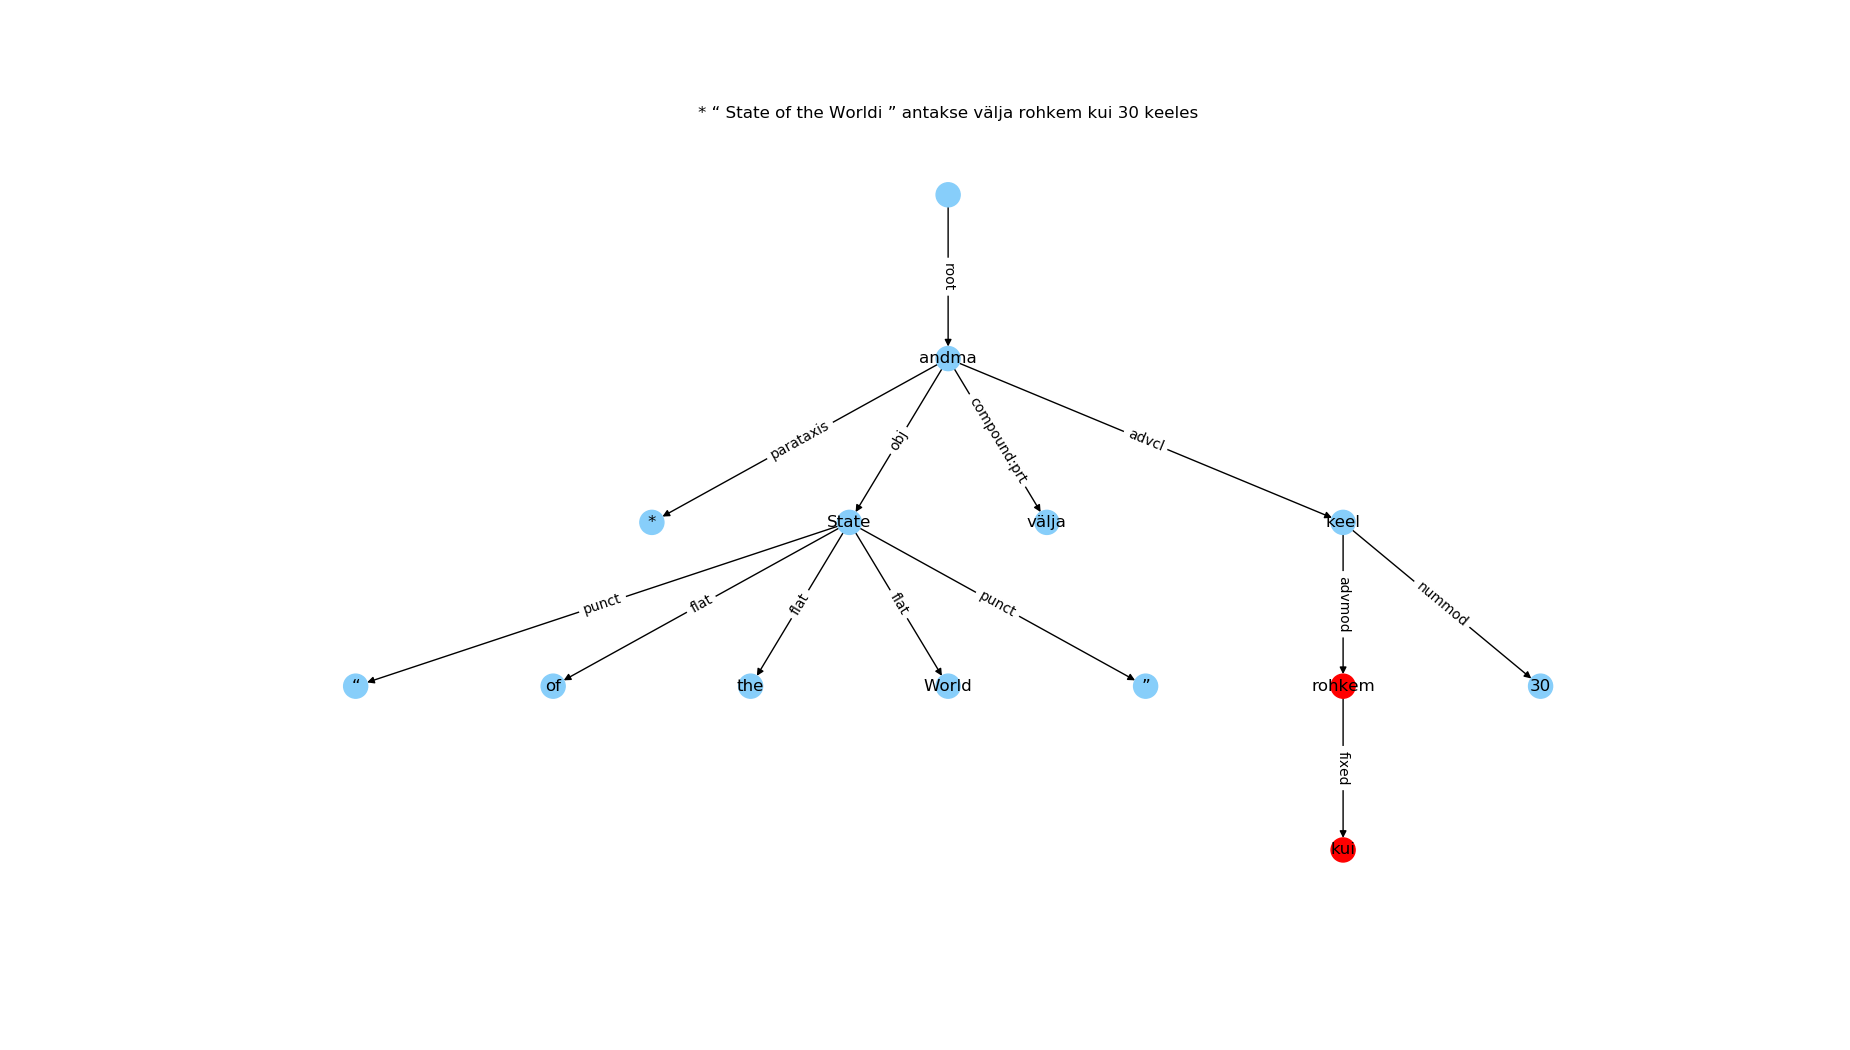 * “ State of the Worldi ” antakse välja rohkem kui 30 keeles
root
andma
parataxis
obj
compound:prt
advcl
*
State
välja
keel
punct
flat
flat
flat
punct
advmod
nummod
“
of
the
World
”
rohkem
30
fixed
kui